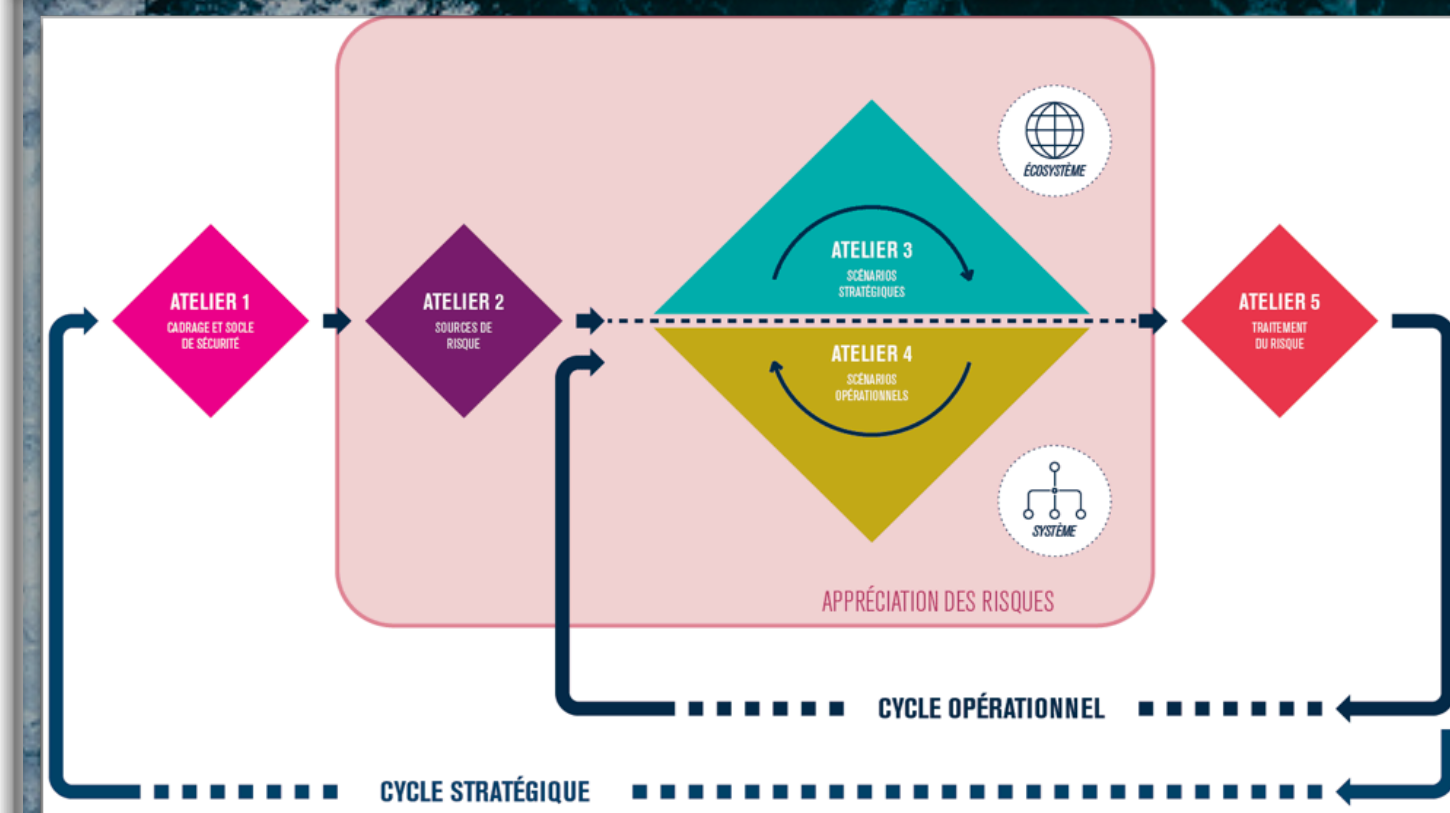 ÉCOSYSTÈME
ATELIER 1
CADRAGE ET SOCLE
DE SÉCURITÉ
ATELIER 2
SOURCES DE
RISQUE
ATELIER 3
SCÉNARIOS
STRATÉGIQUES
ATELIER 4
SCÉNARIOS
OPÉRATIONNELS
ATELIER 5
TRAITEMENT
DU RISQUE
SYSTÈME
APPRÉCIATION DES RISQUES
CYCLE OPÉRATIONNEL
CYCLE STRATÉGIQUE